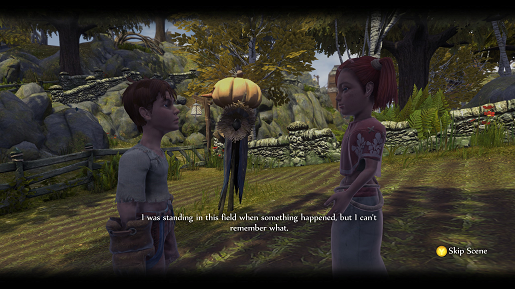 I was standing in this field when something happened, but I can't
remember what.
Skip Scene